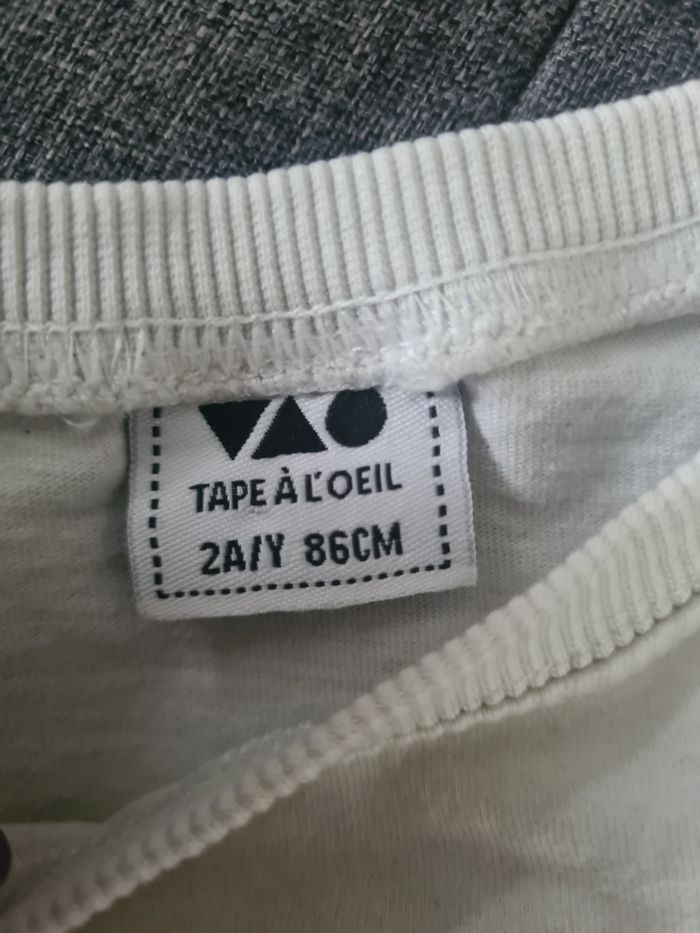 TAPE À L'OEIL
2A/Y 86CM